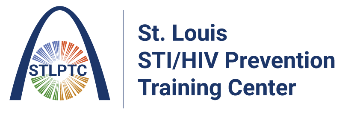 STLPTC
St. Louis
STI/HIV Prevention
Training Center